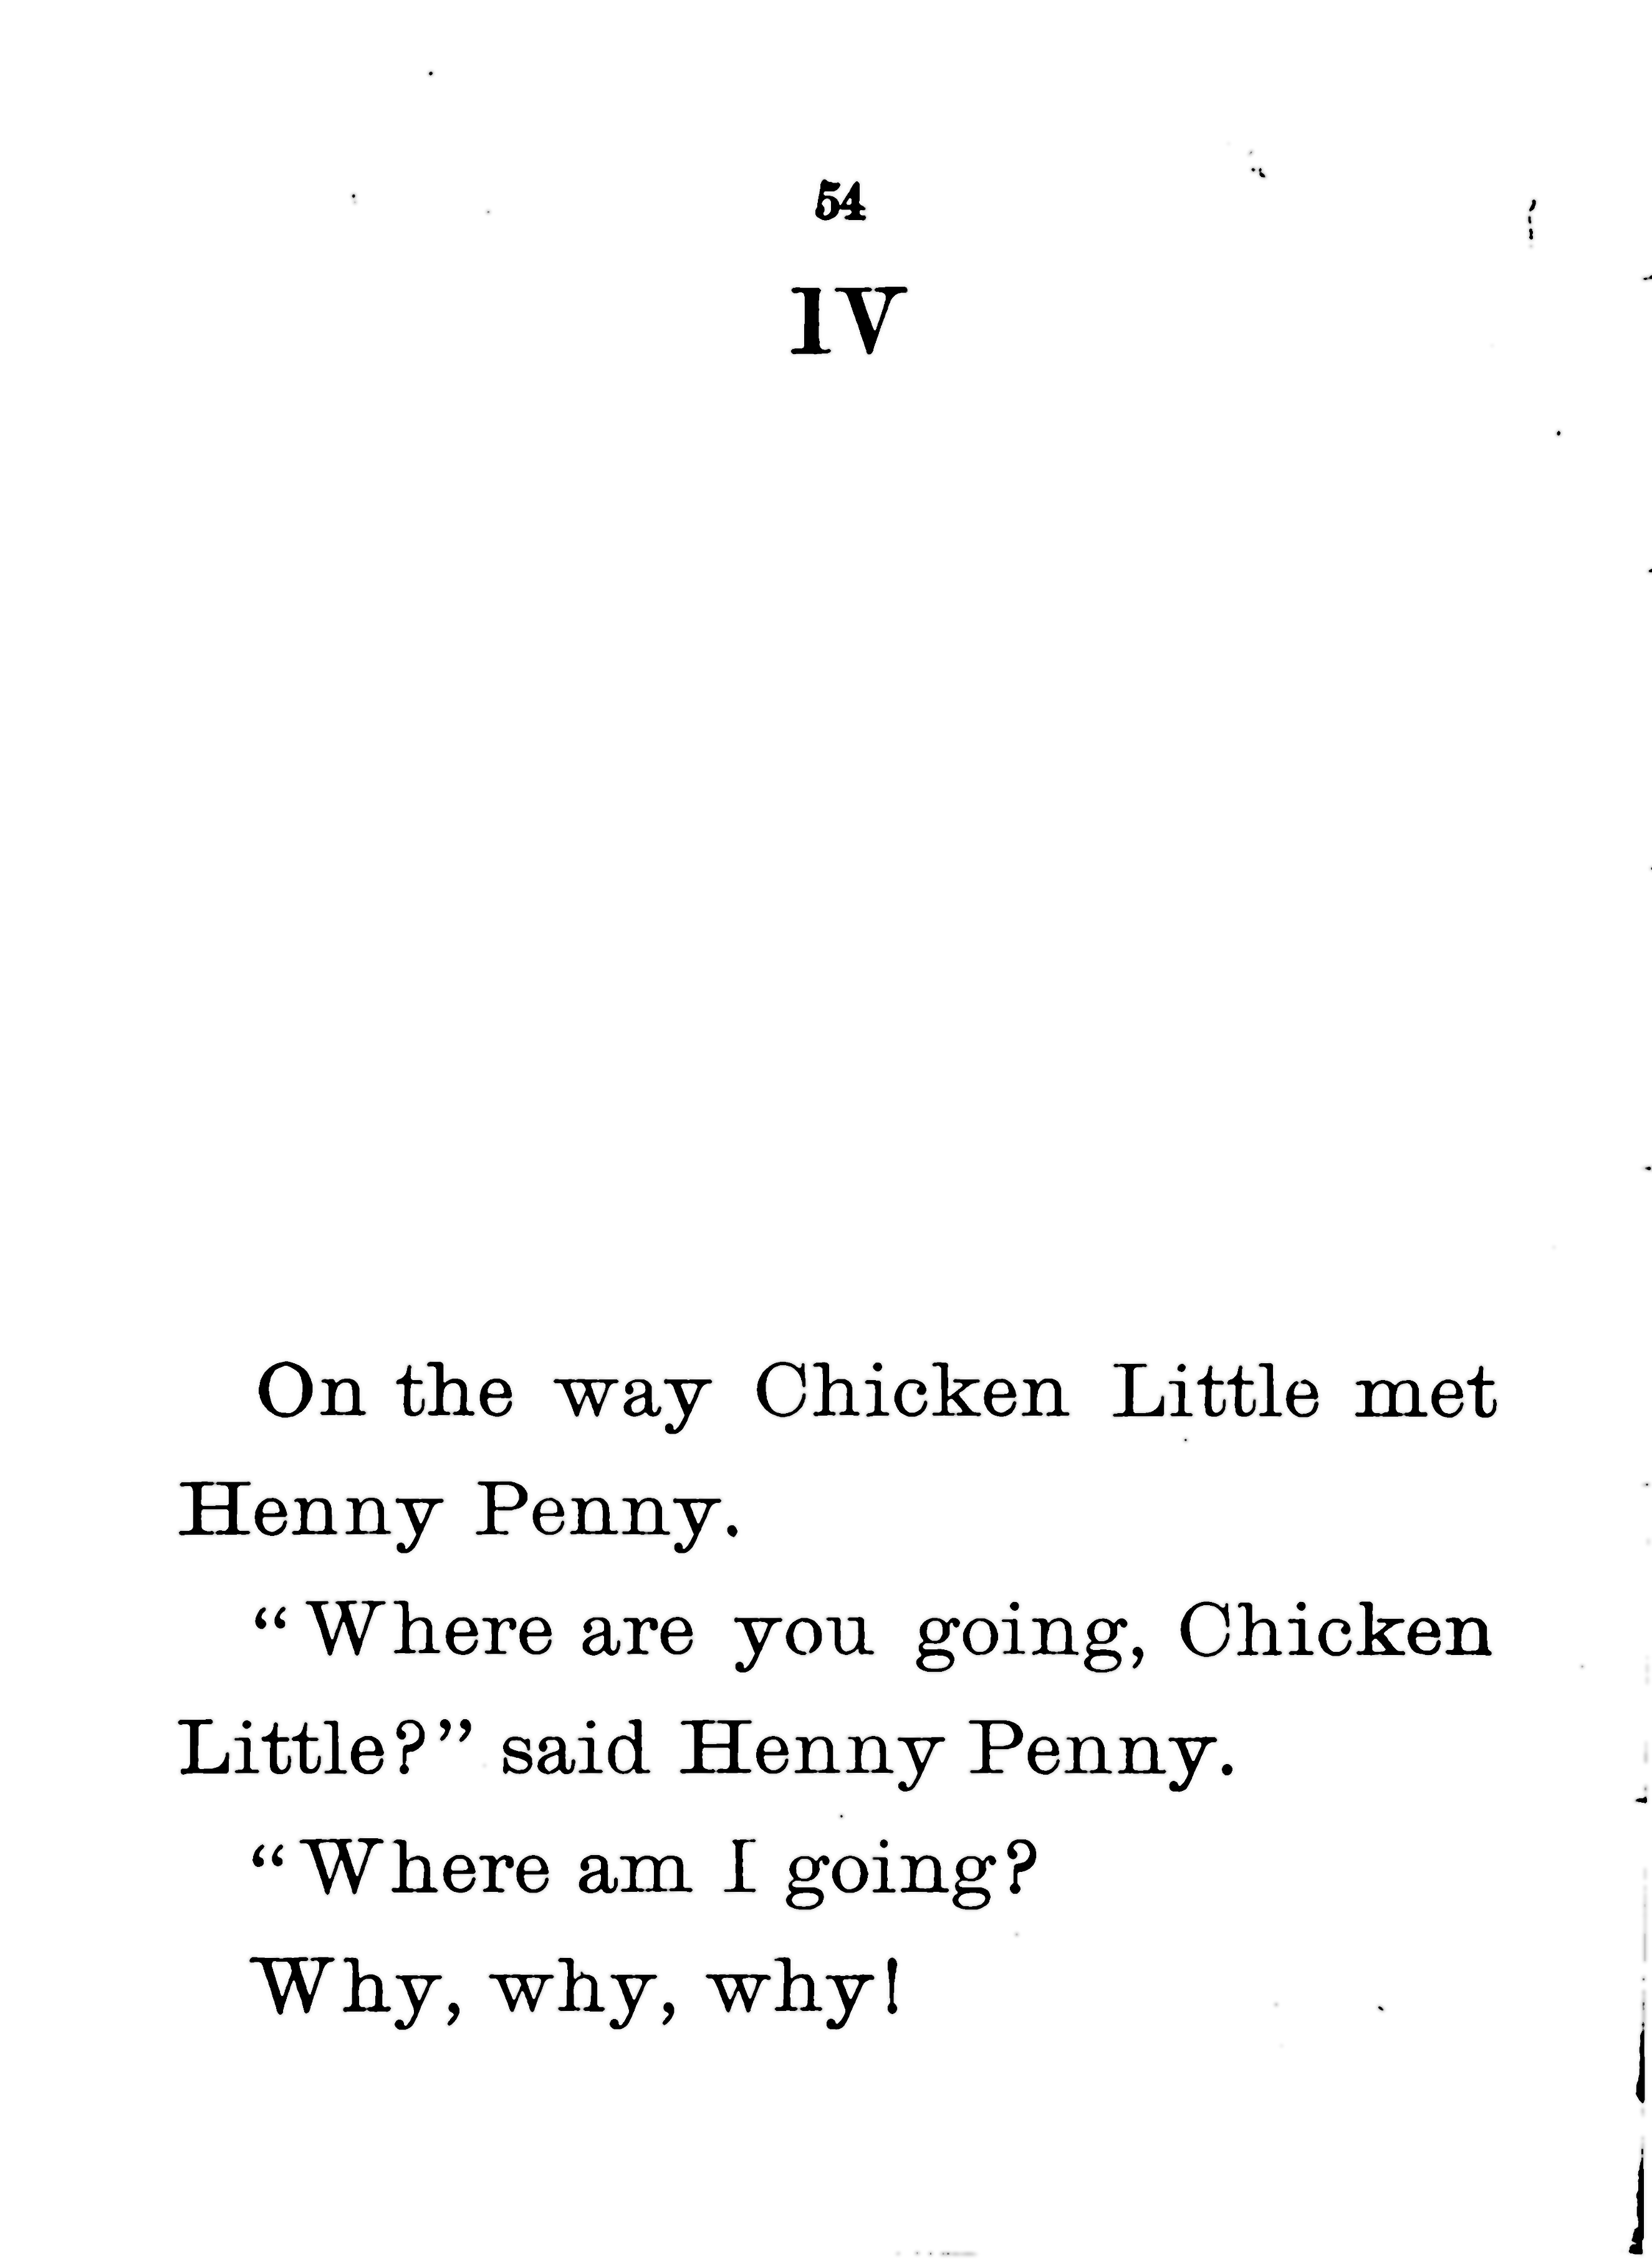 54
IV
On the way Chicken Little met
Henny Penny.
“Where are you going, Chicken
Little?” said Henny Penny.
“Where am I going?
Why, why, why!